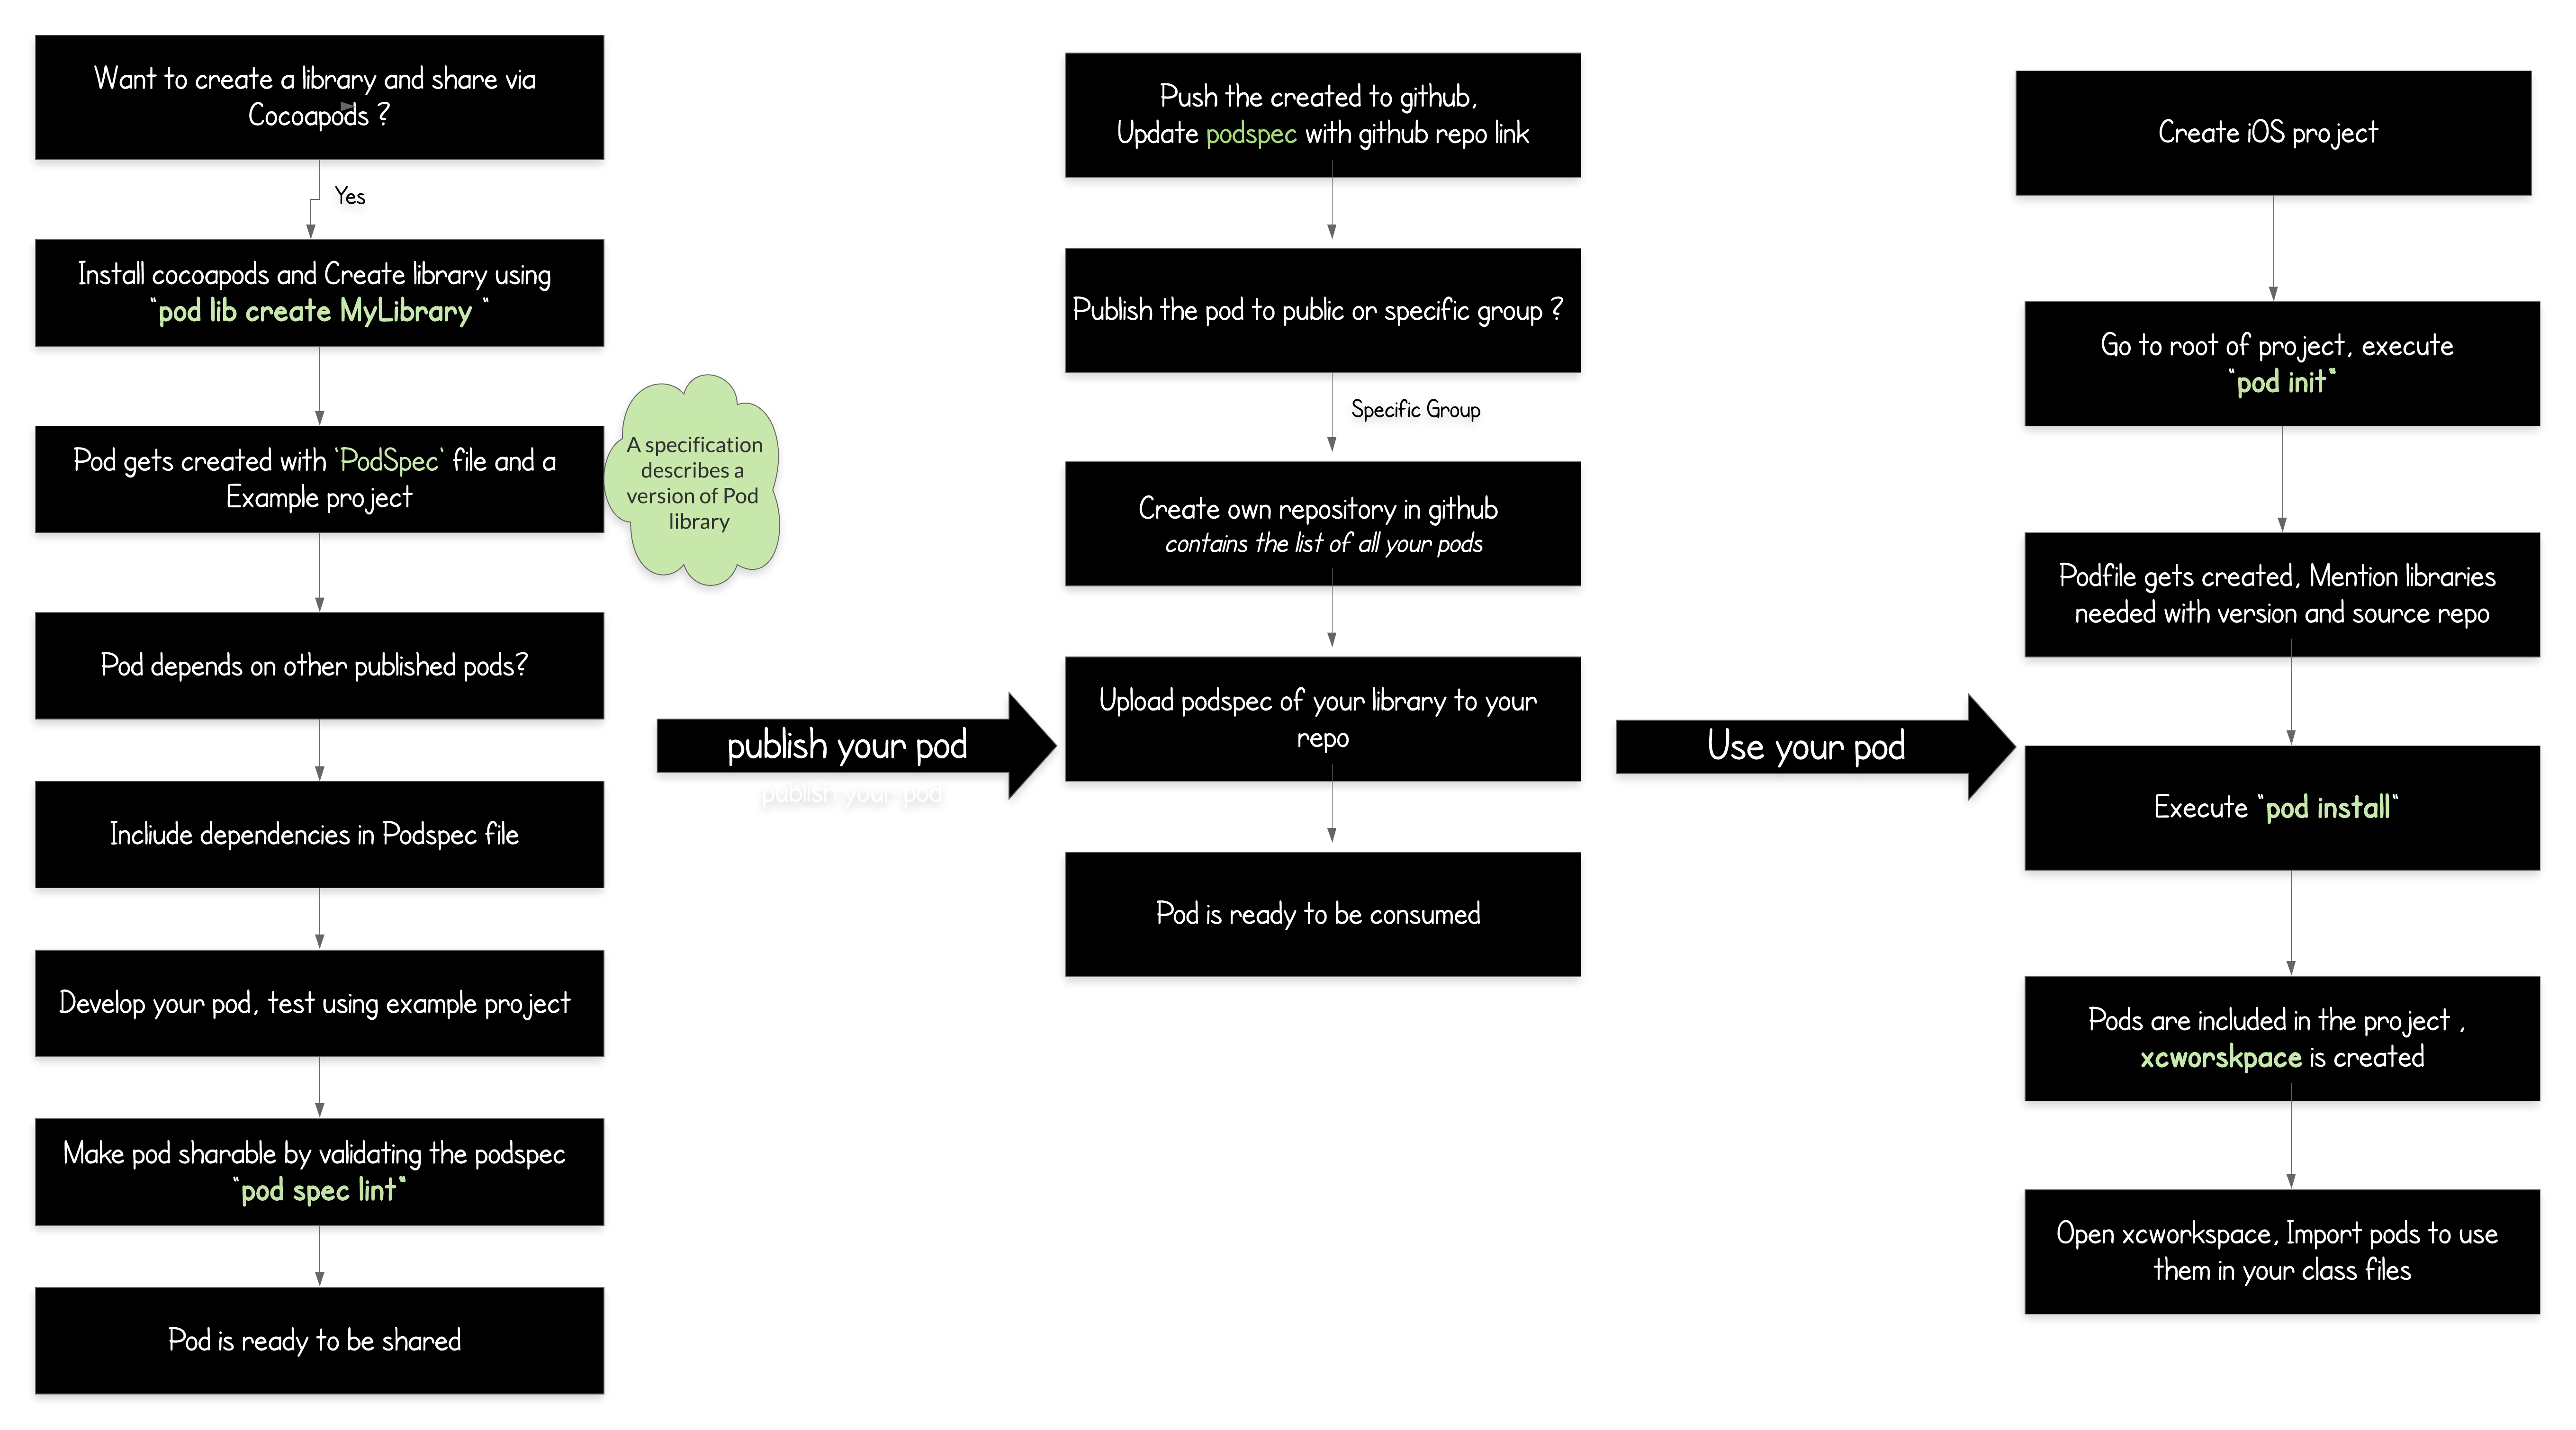 Want to create a library and share via
Cocoapods ?
Yes
Install cocoapods and Create library using
“pod lib create MyLibrary “
Pod gets created with ‘PodSpec‘ file and a
Example project
A specification
describes a
version of Pod
library
Pod depends on other published pods?
Incliude dependencies in Podspec file
Develop your pod, test using example project
Make pod sharable by validating the podspec
“pod spec lint“
Pod is ready to be shared
publish your pod
publish your pod
Push the created to github,
Update podspec with github repo link
Publish the pod to public or specific group ?
Specific Group
Create own repository in github
contains the list of all your pods
Upload podspec of your library to your
repo
Pod is ready to be consumed
Use your pod
Create iOS project
Go to root of project, execute
“pod init“
Podfile gets created, Mention libraries
needed with version and source repo
Execute “pod install“
Pods are included in the project ,
xcworskpace is created
Open xcworkspace, Import pods to use
them in your class files